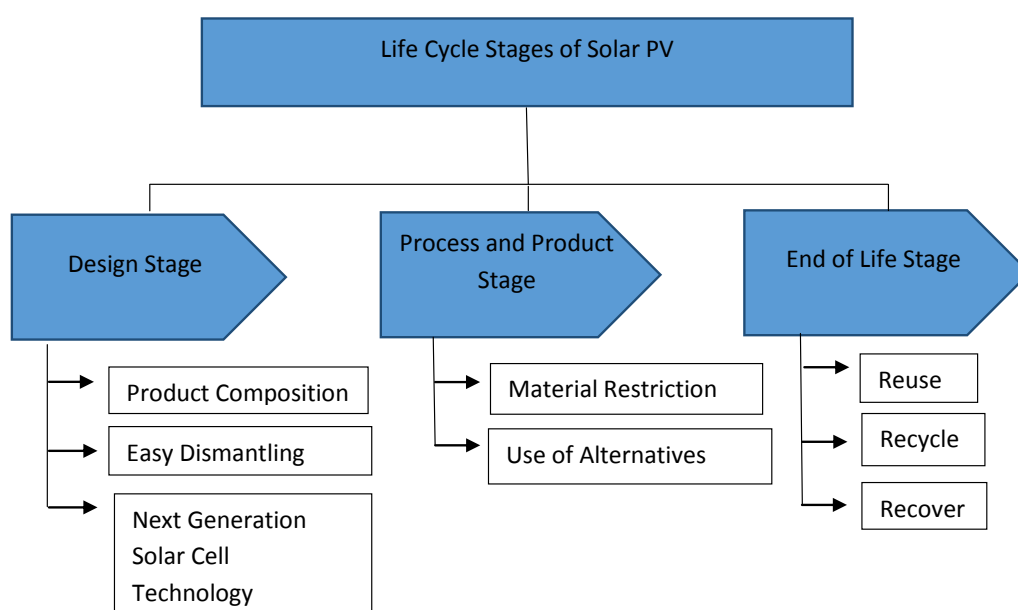 Life Cycle Stages of Solar PV
Design Stage
Process and Product
Stage
End of Life Stage
Product Composition
Easy Dismantling
Next Generation
Solar Cell
Technology
Material Restriction
Use of Alternatives
Reuse
Recycle
Recover